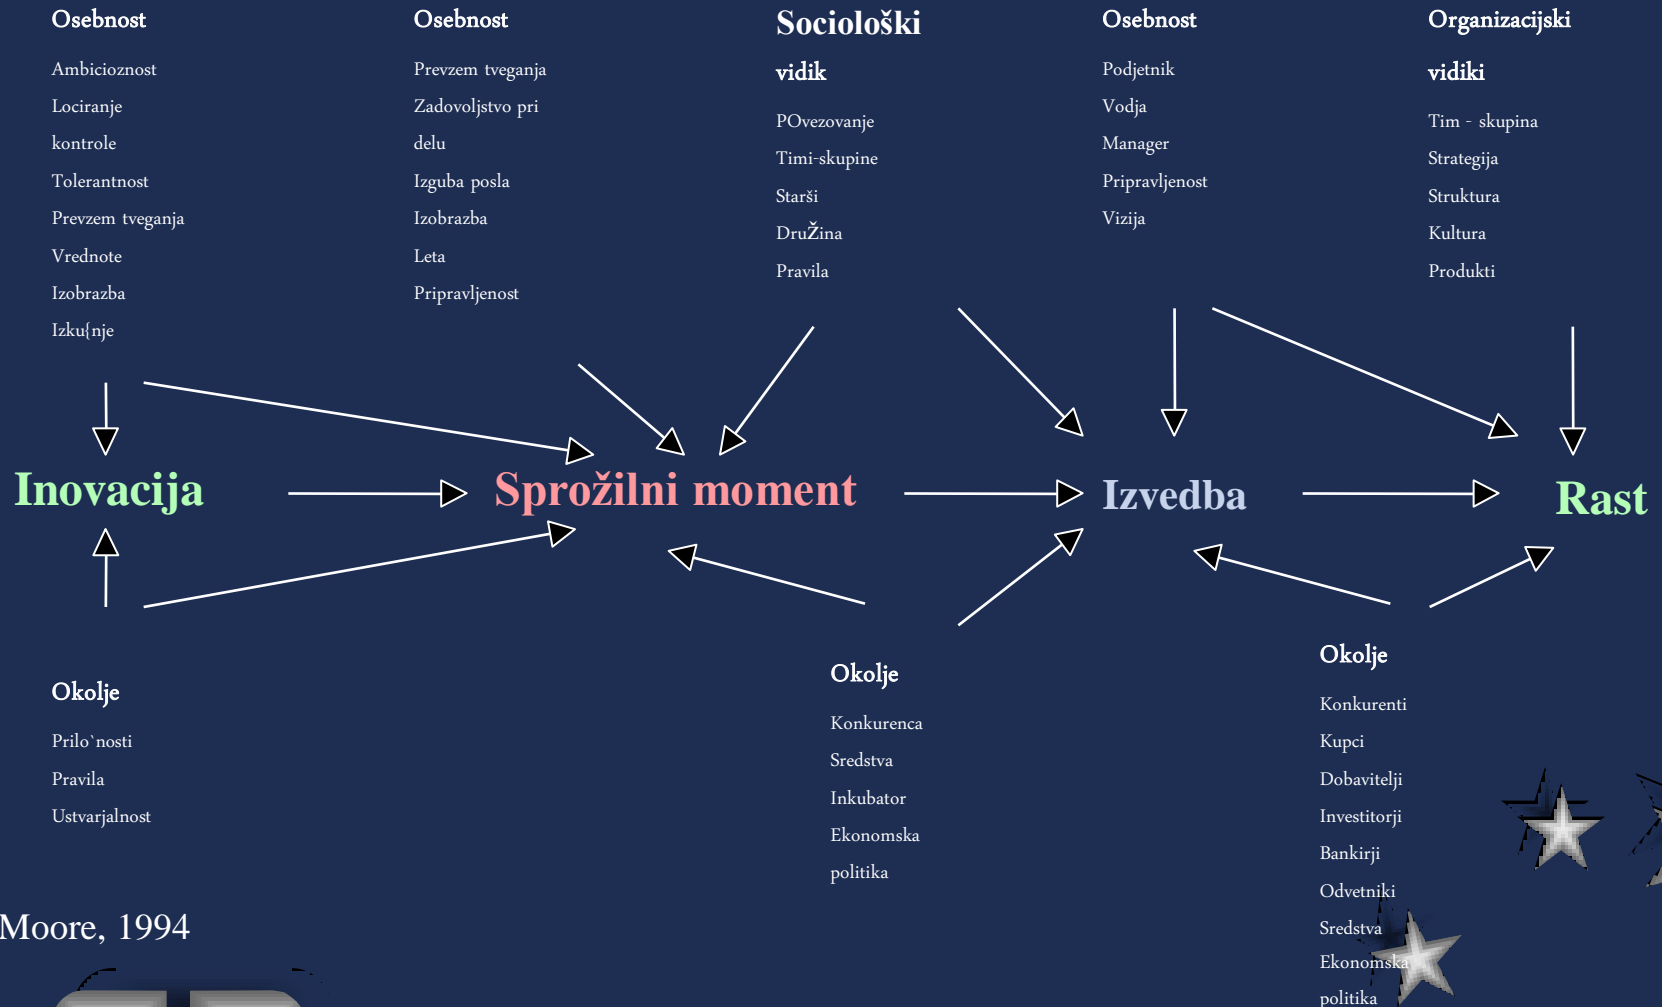 Osebnost
Ambicioznost
Lociranje
kontrole
Tolerantnost
Prevzem tveganja
Vrednote
Izobrazba
Izku{nje
Osebnost
Prevzem tveganja
Zadovoljstvo pri
delu
Izguba posla
Izobrazba
Leta
Pripravljenost
Sociološki
vidik
POvezovanje
Timi-skupine
Starši
DruŽina
Pravila
Osebnost
Podjetnik
Vodja
Manager
Pripravljenost
Vizija
Organizacijski
vidiki
Tim - skupina
Strategija
Struktura
Kultura
Produkti
Inovacija
Sprožilni moment
Izvedba
Rast
Okolje
Prilo`nosti
Pravila
Ustvarjalnost
Okolje
Konkurenca
Sredstva
Inkubator
Ekonomska
politika
Okolje
Konkurenti
Kupci
Dobavitelji
Investitorji
Bankirji
Odvetniki
Sredstva
Ekonomska
politika
Moore, 1994